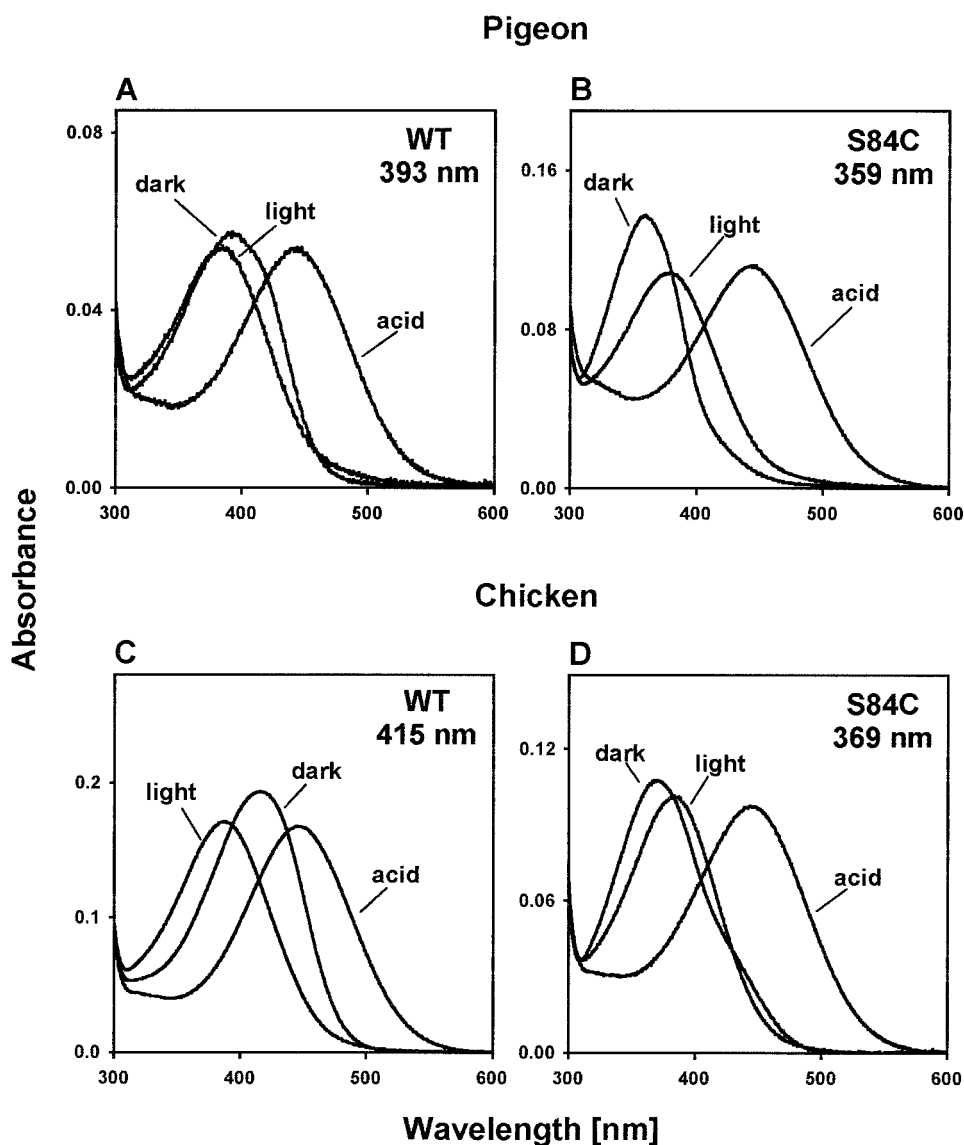 Pigeon
A
WT
393 nm
dark
light
acid
0.08
0.04
0.00
300 400 500 600
B
S84C
359 nm
dark
light
acid
0.16
0.08
0.00
300 400 500 600
Absorbance
Chicken
C
WT
415 nm
light
dark
acid
0.2
0.1
0.0
300 400 500 600
D
S84C
369 nm
dark
light
acid
0.12
0.06
0.00
300 400 500 600
Wavelength [nm]